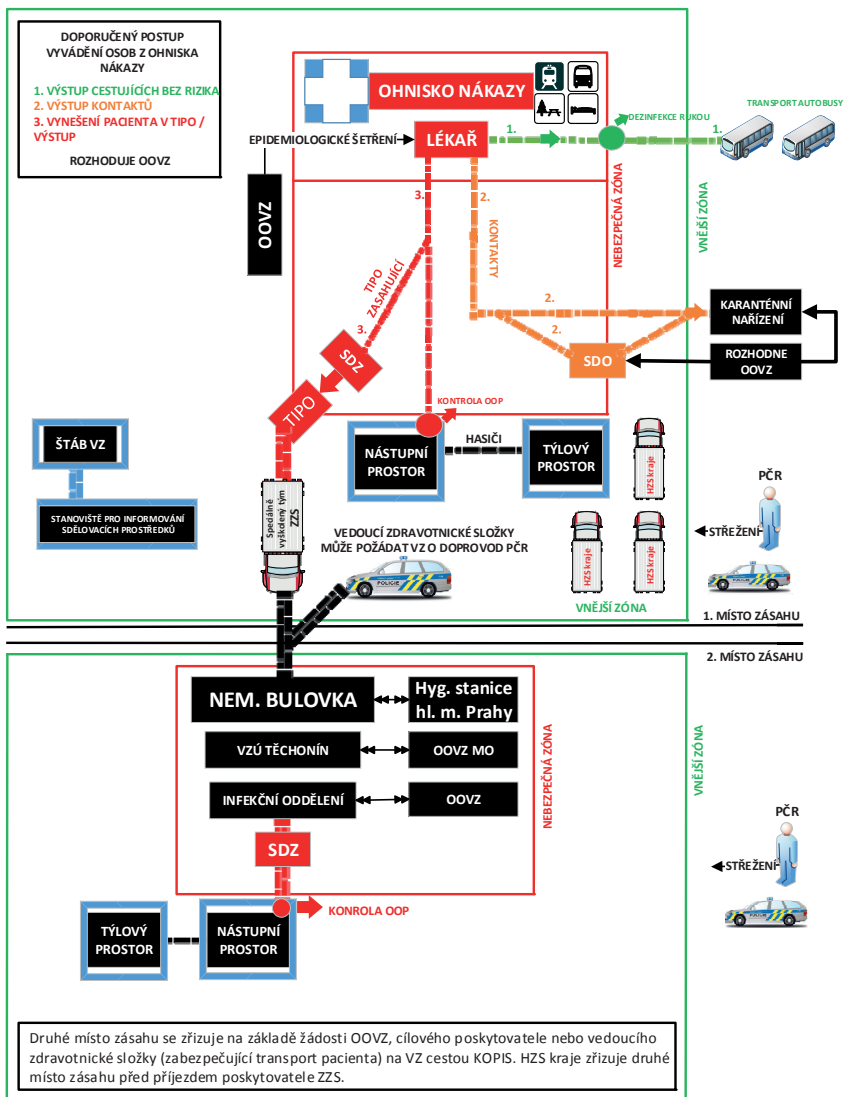 DOPORUČENÝ POSTUP
VYVÁDĚNÍ OSOB Z OHNISKA
NÁKAZY
1. VÝSTUP CESTUJÍCÍCH BEZ RIZIKA
2. VÝSTUP KONTAKTŮ
3. VYNEŠENÍ PACIENTA V TIPO /
VÝSTUP
ROZHODUJE OOVZ
OHNISKO NÁKAZY
EPIDEMIOLOGICKÉ ŠETŘENÍ
LÉKAŘ
1.
DEZINFEKCE RUKOU
1.
TRANSPORT AUTOBUSY
OOVZ
3.
2.
KONTAKTY
NEBEZPEČNÁ ZÓNA
VNĚJŠÍ ZÓNA
TIPO
ZASAHUJÍCÍ
3.
2.
2.
KARANTÉNNÍ
NAŘÍZENÍ
SDZ
SDO
ROZHODNE
OOVZ
TIPO
KONTROLA OOP
ŠTÁB VZ
NÁSTUPNÍ
PROSTOR
HASIČI
TÝLOVÝ
PROSTOR
HZS kraje
STANOVIŠTĚ PRO INFORMOVÁNÍ
SDĚLOVACÍCH PROSTŘEDKŮ
Speciálně
vyškolený tým
ZZS
VEDOUCÍ ZDRAVOTNICKÉ SLOŽKY
MŮŽE POŽÁDAT VZ O DOPROVOD PČR
POLICIE
HZS kraje
HZS kraje
PČR
STŘEŽENÍ
VNĚJŠÍ ZÓNA
1. MÍSTO ZÁSAHU
2. MÍSTO ZÁSAHU
NEM. BULOVKA
Hyg. stanice
hl. m. Prahy
VZÚ TĚCHONÍN
OOVZ MO
INFEKČNÍ ODDĚLENÍ
OOVZ
NEBEZPEČNÁ ZÓNA
VNĚJŠÍ ZÓNA
SDZ
PČR
STŘEŽENÍ
KONROLA OOP
TÝLOVÝ
PROSTOR
NÁSTUPNÍ
PROSTOR
Druhé místo zásahu se zřizuje na základě žádosti OOVZ, cílového poskytovatele nebo vedoucího
zdravotnické složky (zabezpečující transport pacienta) na VZ cestou KOPIS. HZS kraje zřizuje druhé
místo zásahu před příjezdem poskytovatele ZZS.